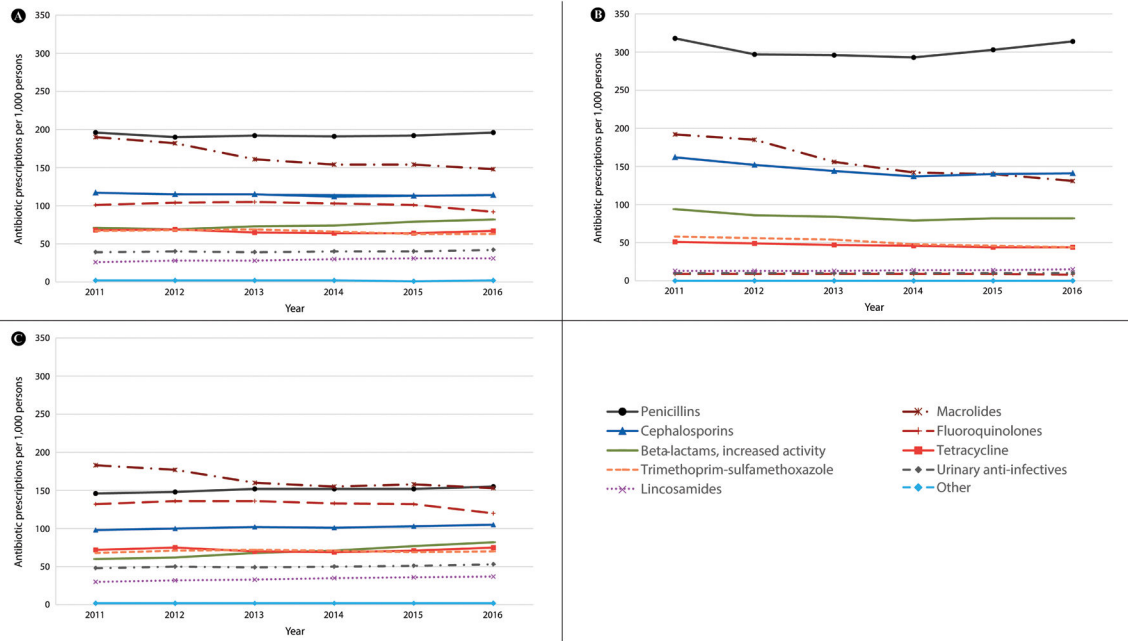 A
Antibiotic prescriptions per 1,000 persons
350
300
250
200
150
100
50
0
2011 2012 2013 2014 2015 2016
Year
B
Antibiotic prescriptions per 1,000 persons
350
300
250
200
150
100
50
0
2011 2012 2013 2014 2015 2016
Year
C
Antibiotic prescriptions per 1,000 persons
350
300
250
200
150
100
50
0
2011 2012 2013 2014 2015 2016
Year
Penicillins
Cephalosporins
Beta-lactams, increased activity
Trimethoprim-sulfamethoxazole
Lincosamides
Macrolides
Fluoroquinolones
Tetracycline
Urinary anti-infectives
Other